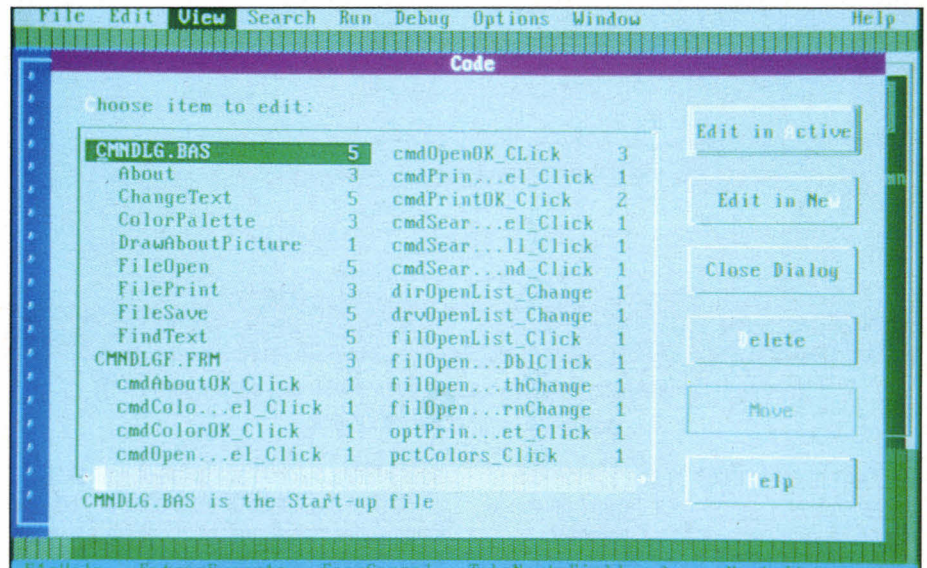 File Edit View Search Run Debug Options Window Help
Code
Choose item to edit:
CMNDLG.BAS 5
About 3
ChangeText 5
ColorPalette 3
DrawAboutPicture 1
FileOpen 5
FilePrint 3
FileSave 5
FindText 5
CMNDLGF.FRM 3
cmdAboutOK_Click 1
cmdColo...el_Click 1
cmdColorOK_Click 1
cmdOpen...el_Click 1
cmdOpenOK_CLick 3
cmdPrin...el_Click 1
cmdPrintOK_Click 2
cmdSear...el_Click 1
cmdSear...ll_Click 1
cmdSear...nd_Click 1
dirOpenList_Change 1
drvOpenList_Change 1
filOpenList_Click 1
filOpen...DblClick 1
filOpen...thChange 1
filOpen...rnChange 1
optPrin...et_Click 1
pctColors_Click 1
Edit in Active
Edit in New
Close Dialog
Delete
Move
Help
CMNDLG.BAS is the Start-up file